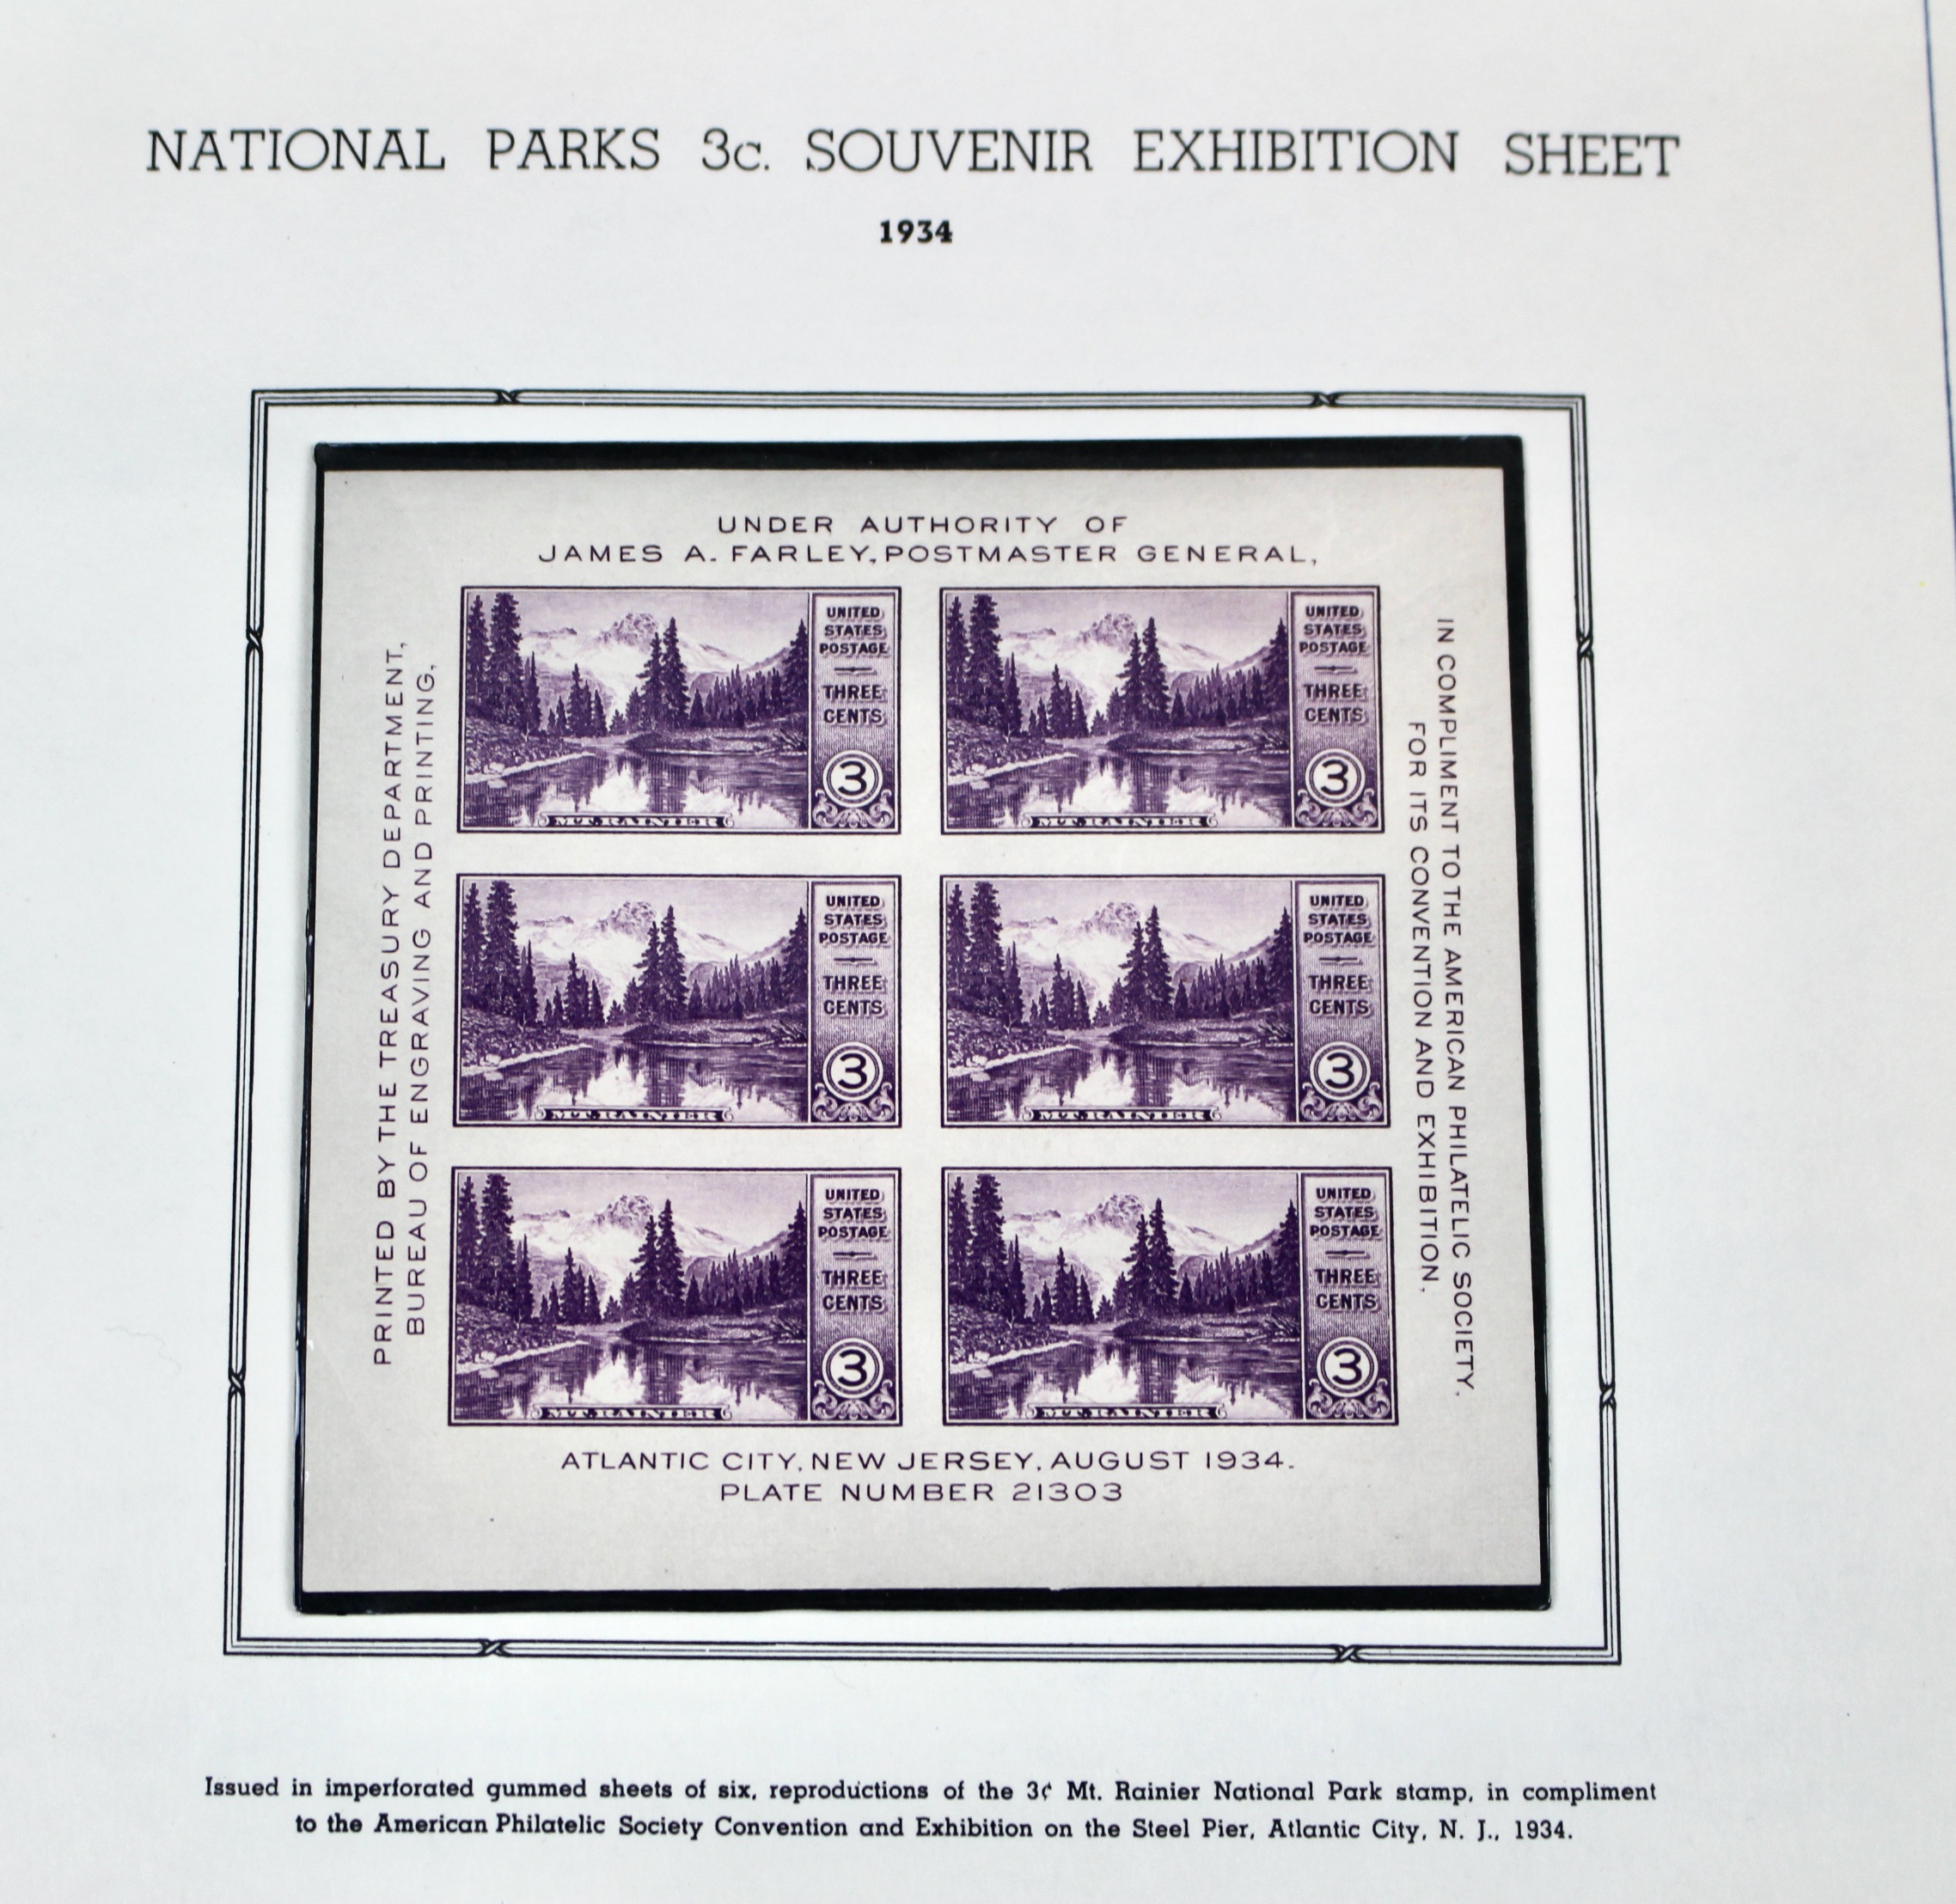 NATIONAL PARKS 3c. SOUVENIR EXHIBITION SHEET
1934
UNDER AUTHORITY OF
JAMES A. FARLEY, POSTMASTER GENERAL,
PRINTED BY THE TREASURY DEPARTMENT,
BUREAU OF ENGRAVING AND PRINTING,
UNITED
STATES
POSTAGE
THREE
CENTS
3
MT. RAINIER
UNITED
STATES
POSTAGE
THREE
CENTS
3
MT. RAINIER
UNITED
STATES
POSTAGE
THREE
CENTS
3
MT. RAINIER
UNITED
STATES
POSTAGE
THREE
CENTS
3
MT. RAINIER
UNITED
STATES
POSTAGE
THREE
CENTS
3
MT. RAINIER
UNITED
STATES
POSTAGE
THREE
CENTS
3
MT. RAINIER
IN COMPLIMENT TO THE AMERICAN PHILATELIC SOCIETY.
FOR ITS CONVENTION AND EXHIBITION,
ATLANTIC CITY, NEW JERSEY, AUGUST 1934.
PLATE NUMBER 21303
Issued in imperforated gummed sheets of six, reproductions of the 3¢ Mt. Rainier National Park stamp, in compliment
to the American Philatelic Society Convention and Exhibition on the Steel Pier, Atlantic City, N. J., 1934.